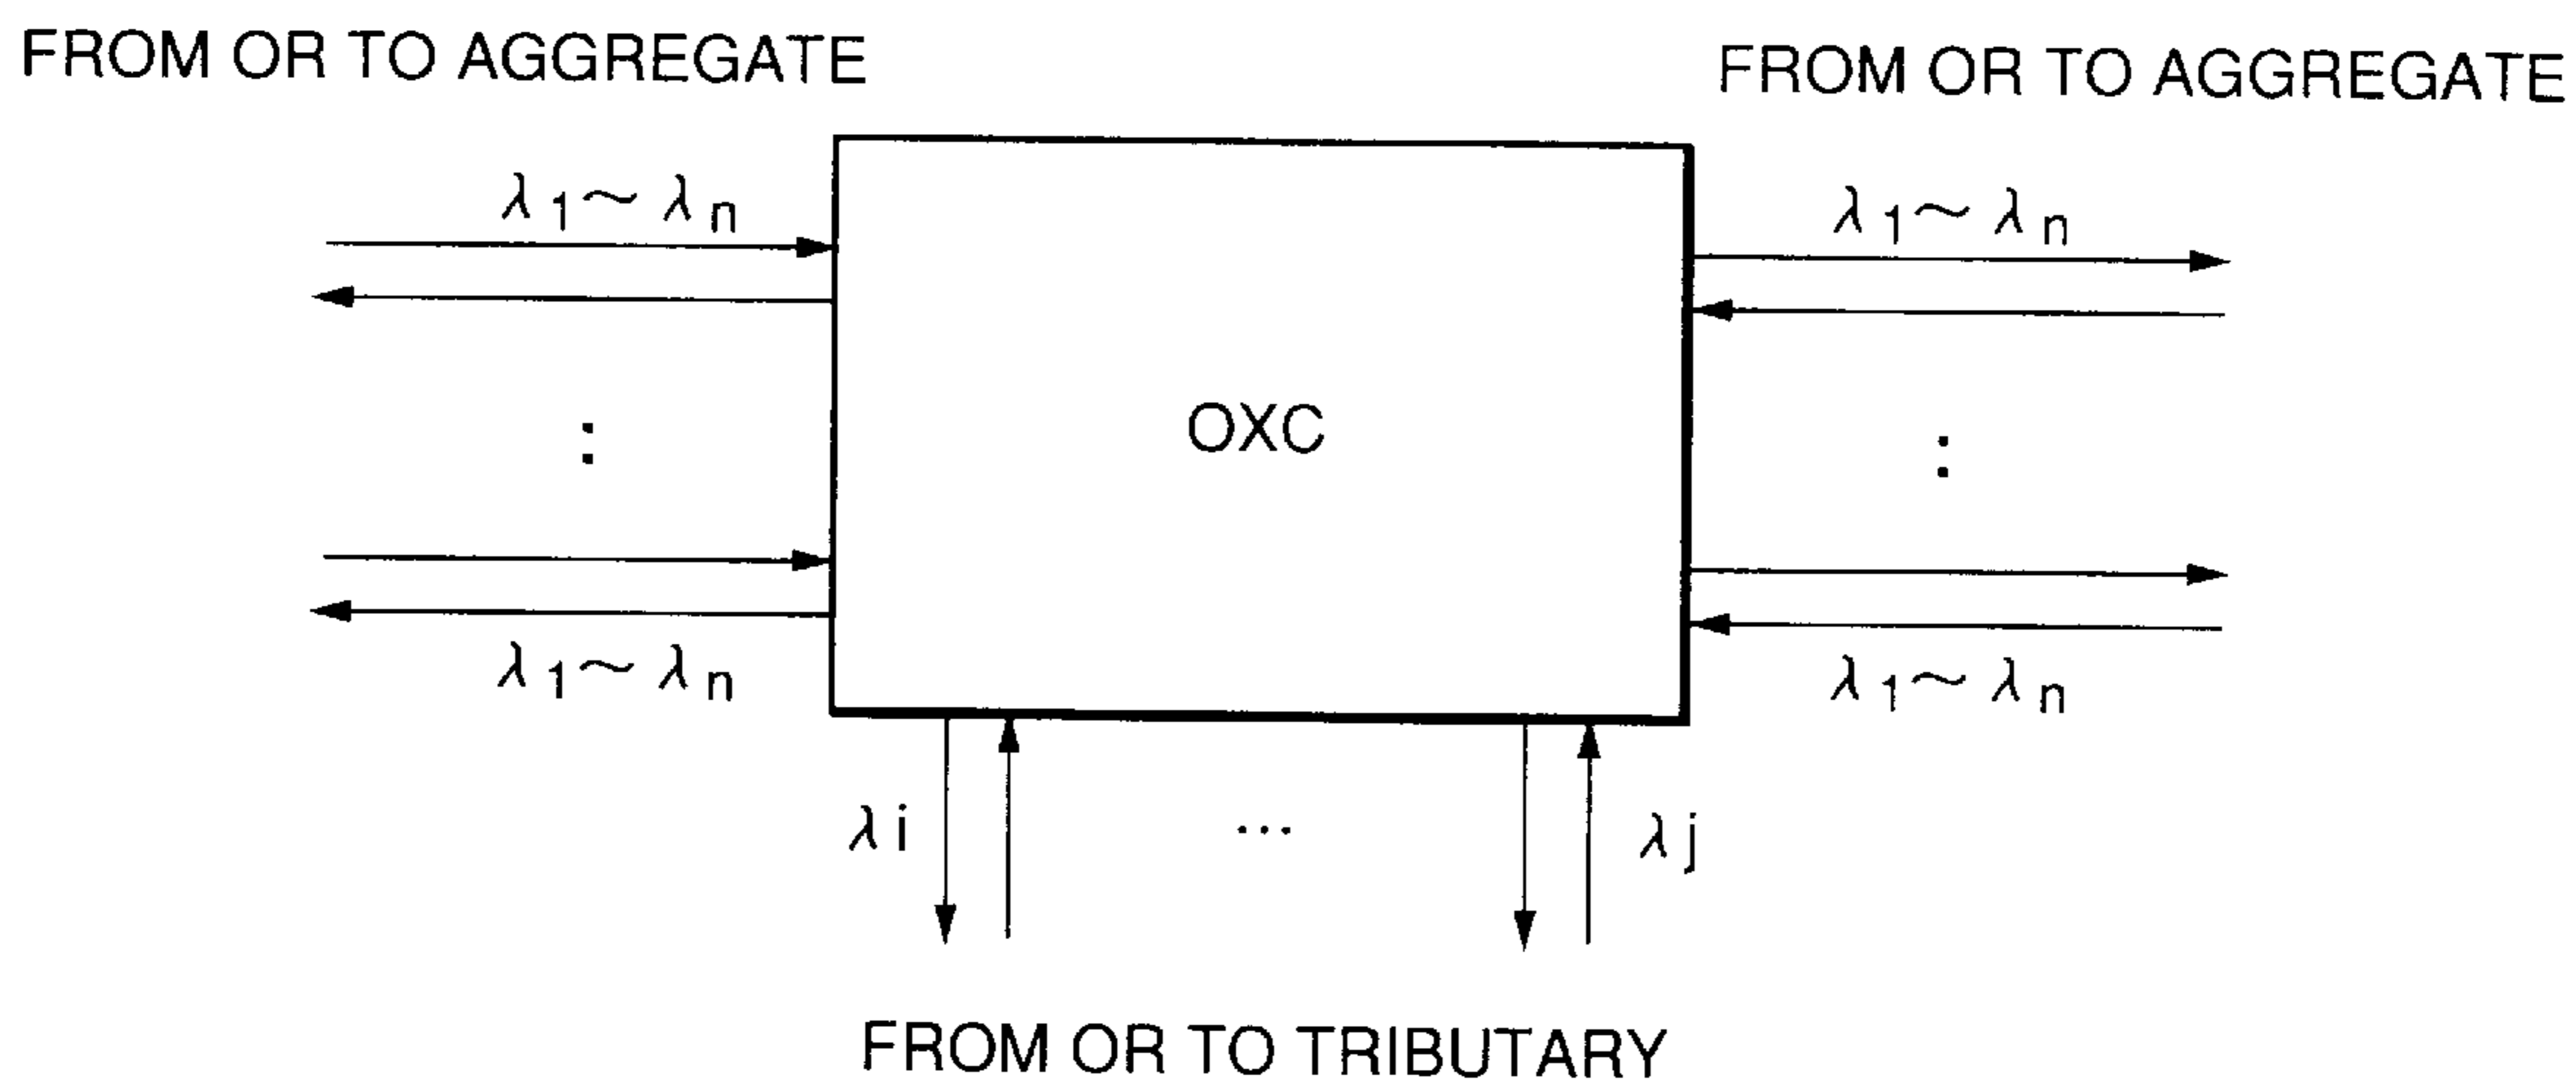 FROM OR TO AGGREGATE
FROM OR TO AGGREGATE
λ1~λn
λ1~λn
:
OXC
:
λ1~λn
λ1~λn
λi
...
λj
FROM OR TO TRIBUTARY